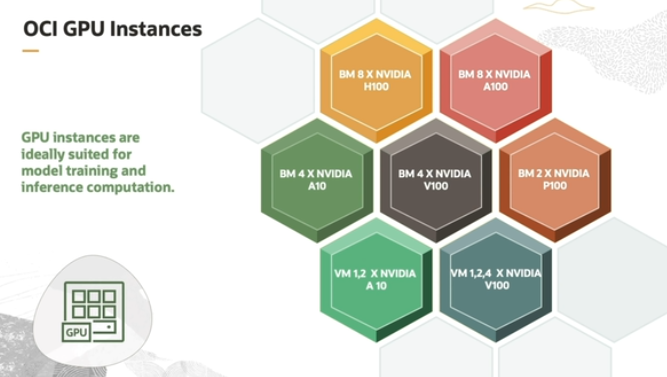 OCI GPU Instances
BM 8 X NVIDIA
H100
BM 8 X NVIDIA
A100
GPU instances are
ideally suited for
model training and
inference computation.
BM 4 X NVIDIA
A10
BM 4 X NVIDIA
V100
BM 2 X NVIDIA
P100
VM 1,2  X NVIDIA
A 10
VM 1,2,4  X NVIDIA
V100
GPU